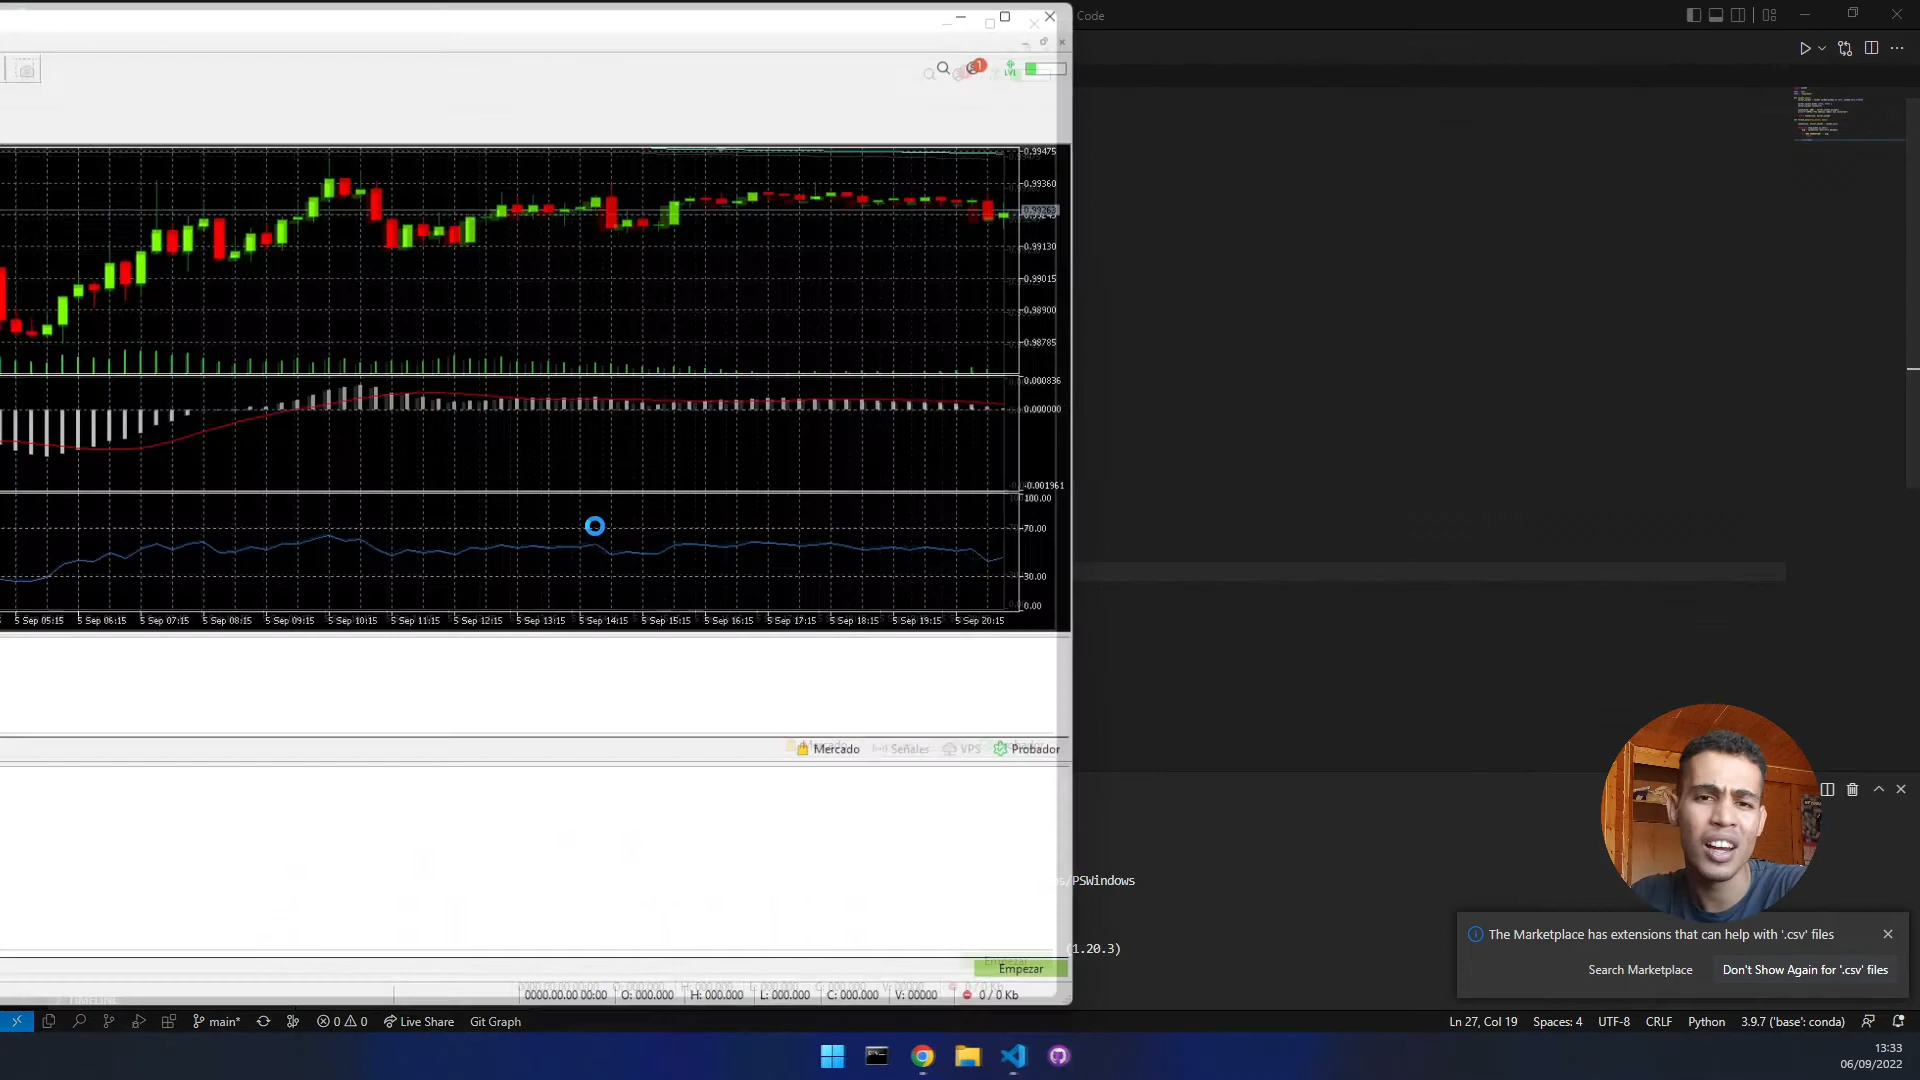 Code
1
LVL
0.99475
0.99360
0.99245
0.99130
0.99015
0.98900
0.98785
0.000836
0.000000
-0.001961
100.00
70.00
30.00
0.00
5 Sep 05:15 5 Sep 06:15 5 Sep 07:15 5 Sep 08:15 5 Sep 09:15 5 Sep 10:15 5 Sep 11:15 5 Sep 12:15 5 Sep 13:15 5 Sep 14:15 5 Sep 15:15 5 Sep 16:15 5 Sep 17:15 5 Sep 18:15 5 Sep 19:15 5 Sep 20:15
Mercado Señales VPS Probador
/PSWindows
(1.20.3)
The Marketplace has extensions that can help with '.csv' files
Search Marketplace Don't Show Again for '.csv' files
Empezar
0000.00.00 00:00 O: 000.000 H: 000.000 L: 000.000 C: 000.000 V: 00000 0 / 0 Kb
TIMELINE
main* 0 0 Live Share Git Graph Ln 27, Col 19 Spaces: 4 UTF-8 CRLF Python 3.9.7 ('base': conda)
13:33
06/09/2022